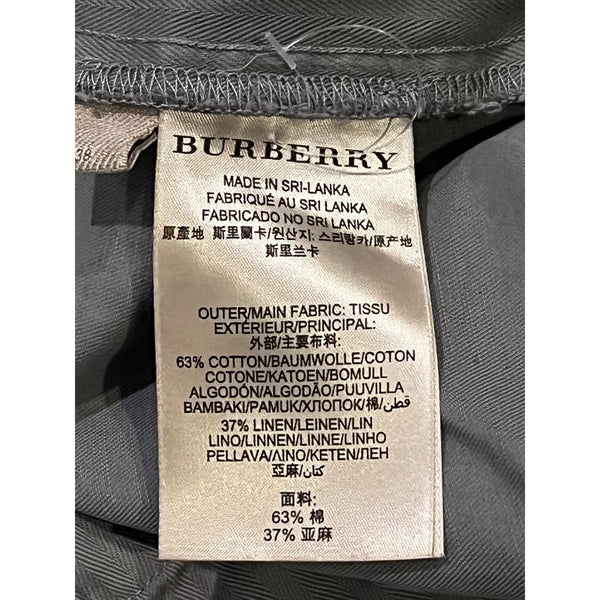 38
BURBERRY
MADE IN SRI-LANKA
FABRIQUÉ AU SRI LANKA
FABRICADO NO SRI LANKA
原產地 斯里蘭卡/원산지: 스리랑카/原产地
斯里兰卡
OUTER/MAIN FABRIC: TISSU
EXTÉRIEUR/PRINCIPAL:
外部/主要布料:
63% COTTON/BAUMWOLLE/COTON
COTONE/KATOEN/BOMULL
ALGODÓN/ALGODÃO/PUUVILLA
BAMBAKI/PAMUK/ХЛОПОК/棉/قطن
37% LINEN/LEINEN/LIN
LINO/LINNEN/LINNE/LINHO
PELLAVA/ΛΙΝΟ/KETEN/ЛЕН
亞麻/كتان
面料:
63% 棉
37% 亚麻